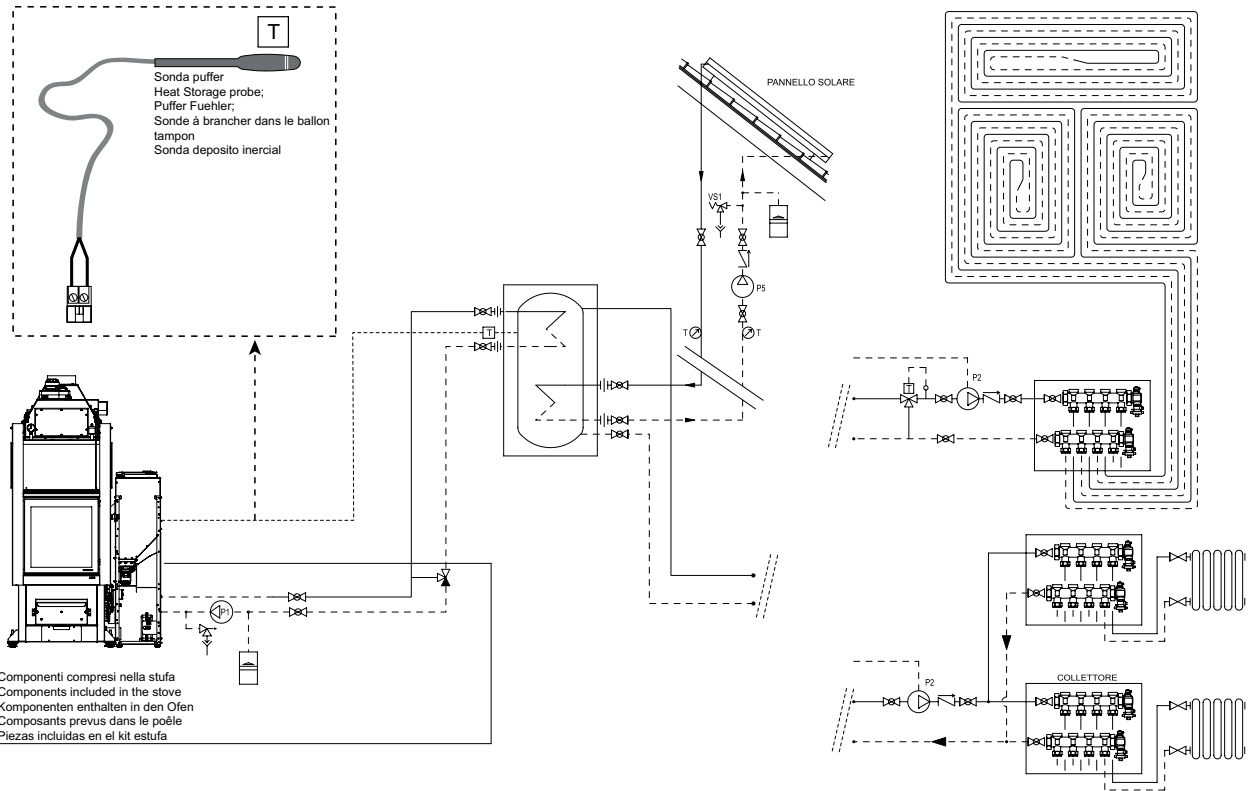 T
Sonda puffer
Heat Storage probe;
Puffer Fuehler;
Sonde à brancher dans le ballon
tampon
Sonda deposito inercial
PANNELLO SOLARE
VS1
P5
T
T
T
T
P2
P1
Componenti compresi nella stufa
Components included in the stove
Komponenten enthalten in den Ofen
Composants prevus dans le poêle
Piezas incluidas en el kit estufa
P2
COLLETTORE